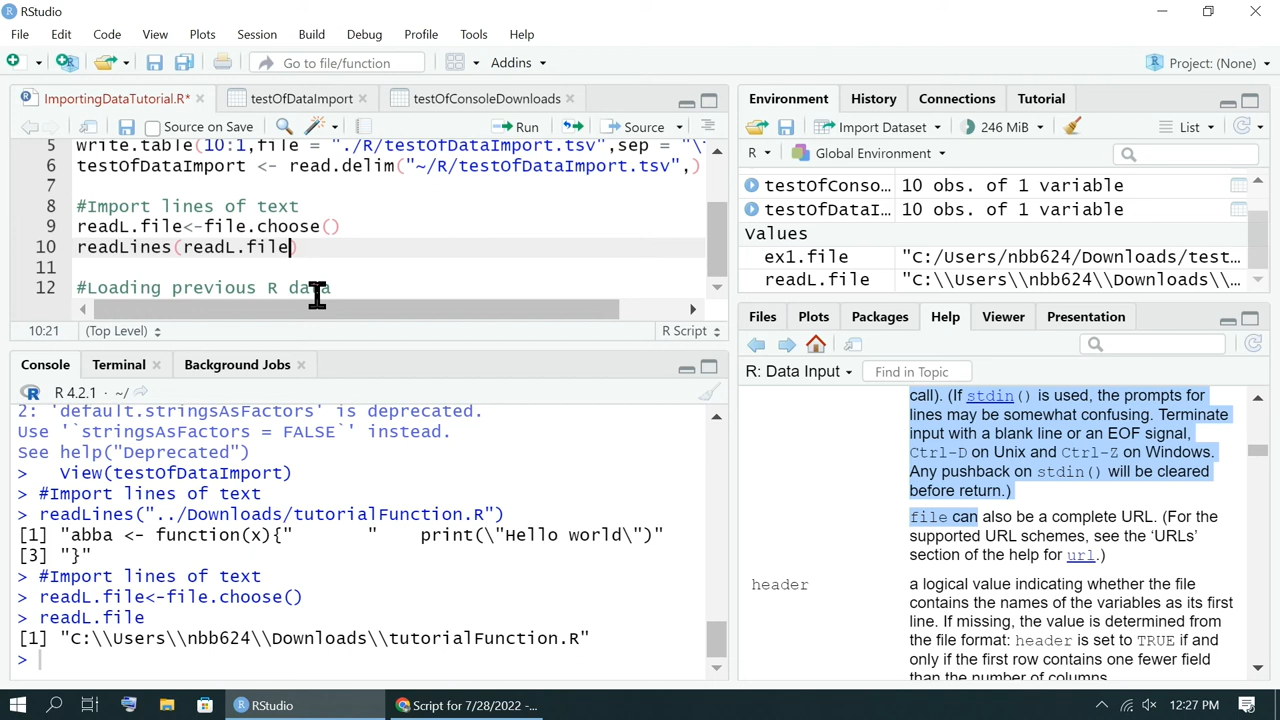 RStudio
File Edit Code View Plots Session Build Debug Profile Tools Help
Go to file/function Addins Project: (None)
ImportingDataTutorial.R* testOfDataImport testOfConsoleDownloads
Source on Save Run Source
5 write.table(10:1,file = "./R/testOfDataImport.tsv",sep = "\
6 testOfDataImport <- read.delim("~/R/testOfDataImport.tsv",)
7
8 #Import lines of text
9 readL.file<-file.choose()
10 readLines(readL.file)
11
12 #Loading previous R data
10:21 (Top Level) R Script
Console Terminal Background Jobs
R 4.2.1 · ~/
2: 'default.stringsAsFactors' is deprecated.
Use '`stringsAsFactors = FALSE`' instead.
See help("Deprecated")
>   View(testOfDataImport)
> #Import lines of text
> readLines("../Downloads/tutorialFunction.R")
[1] "abba <- function(x){"       "    print(\"Hello world\")"
[3] "}"
> #Import lines of text
> readL.file<-file.choose()
> readL.file
[1] "C:\\Users\\nbb624\\Downloads\\tutorialFunction.R"
>
Environment History Connections Tutorial
Import Dataset 246 MiB List
R Global Environment
testOfConso... 10 obs. of 1 variable
testOfDataI... 10 obs. of 1 variable
Values
ex1.file "C:/Users/nbb624/Downloads/test...
readL.file "C:\\Users\\nbb624\\Downloads\\...
Files Plots Packages Help Viewer Presentation
R: Data Input Find in Topic
call). (If stdin() is used, the prompts for
lines may be somewhat confusing. Terminate
input with a blank line or an EOF signal,
Ctrl-D on Unix and Ctrl-Z on Windows.
Any pushback on stdin() will be cleared
before return.)
file can also be a complete URL. (For the
supported URL schemes, see the ‘URLs’
section of the help for url.)
header a logical value indicating whether the file
contains the names of the variables as its first
line. If missing, the value is determined from
the file format: header is set to TRUE if and
only if the first row contains one fewer field
than the number of columns.
RStudio Script for 7/28/2022 -... 12:27 PM